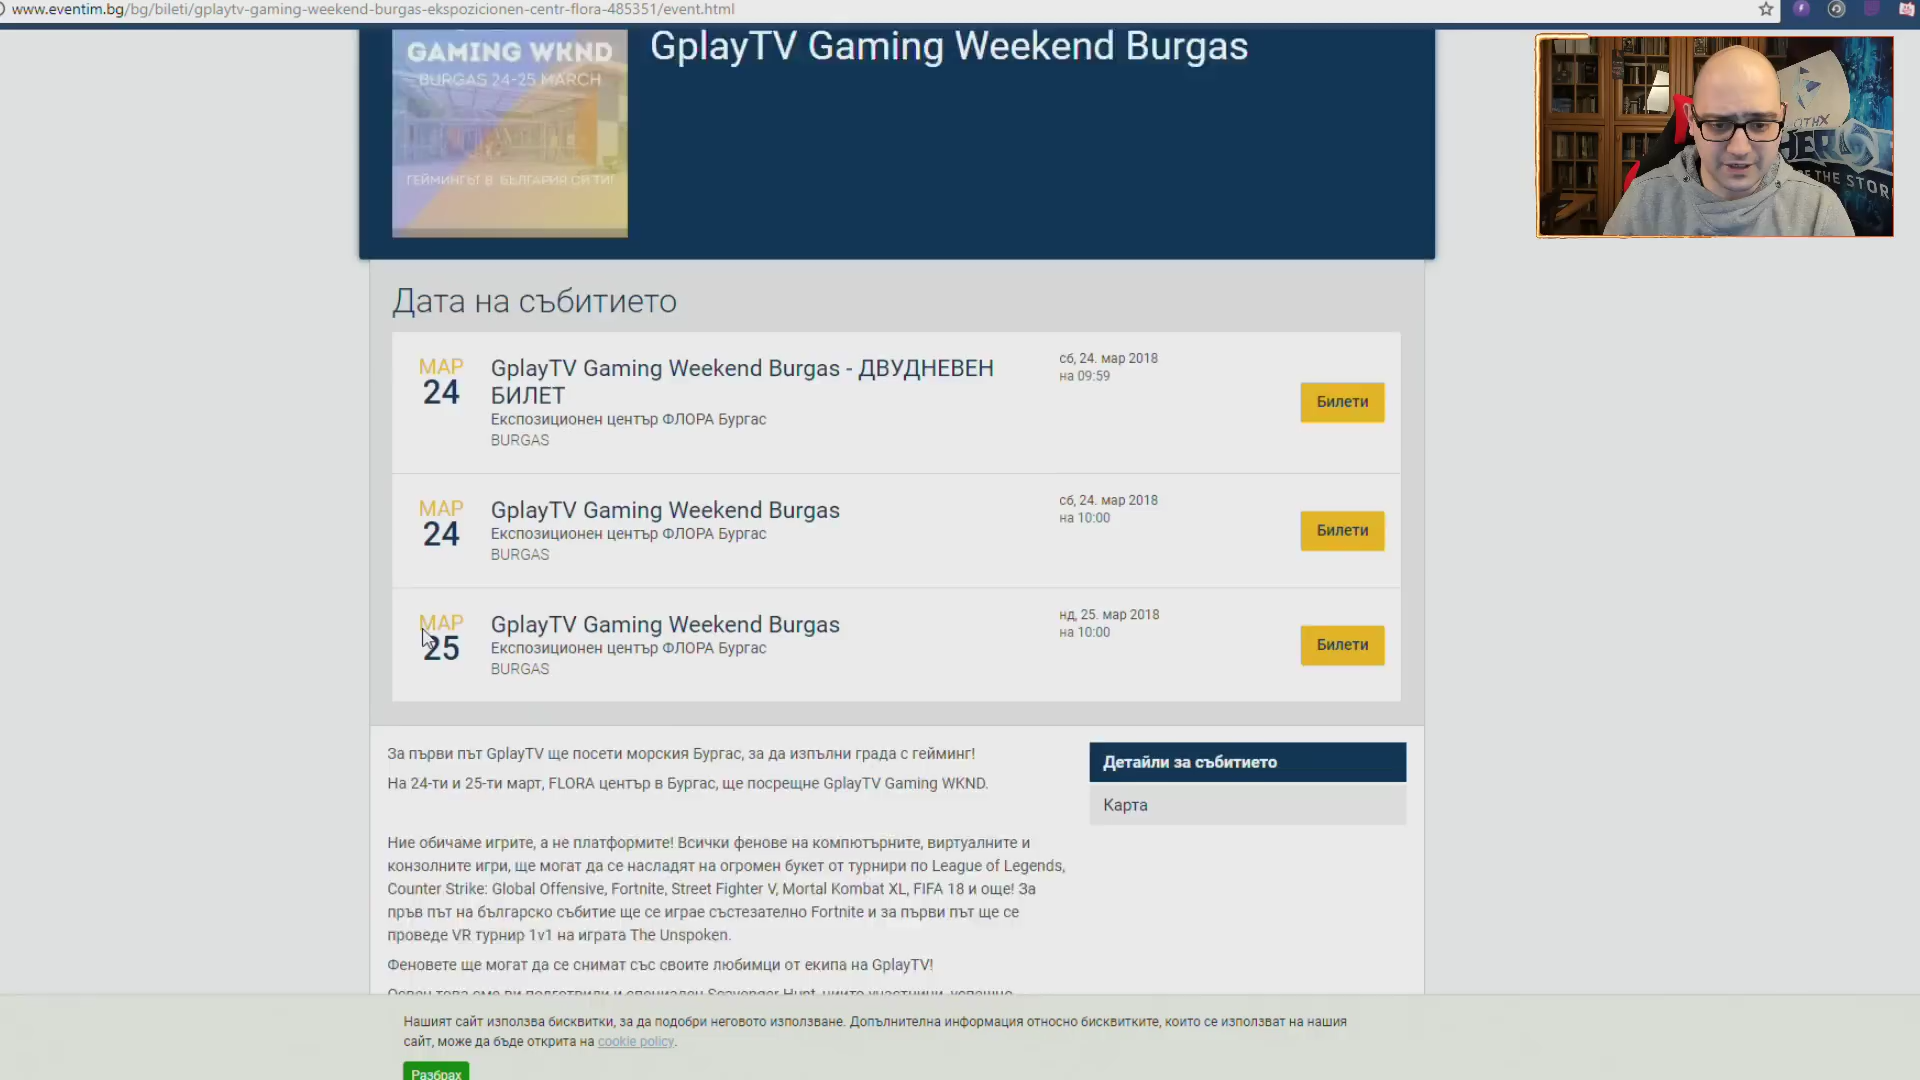 www.eventim.bg/bg/bileti/gplaytv-gaming-weekend-burgas-ekspozicionen-centr-flora-485351/event.html
GAMING WKND
BURGAS 24-25 MARCH
ГЕЙМИНГЪТ В БЪЛГАРИЯ СИ ТИ!
GplayTV Gaming Weekend Burgas
HERO
OF THE STORM
Дата на събитието
МАР
24
GplayTV Gaming Weekend Burgas - ДВУДНЕВЕН
БИЛЕТ
Експозиционен център ФЛОРА Бургас
BURGAS
сб, 24. мар 2018
на 09:59
Билети
МАР
24
GplayTV Gaming Weekend Burgas
Експозиционен център ФЛОРА Бургас
BURGAS
сб, 24. мар 2018
на 10:00
Билети
МАР
25
GplayTV Gaming Weekend Burgas
Експозиционен център ФЛОРА Бургас
BURGAS
нд, 25. мар 2018
на 10:00
Билети
За първи път GplayTV ще посети морския Бургас, за да изпълни града с гейминг!
На 24-ти и 25-ти март, FLORA център в Бургас, ще посрещне GplayTV Gaming WKND.
Ние обичаме игрите, а не платформите! Всички фенове на компютърните, виртуалните и
конзолните игри, ще могат да се насладят на огромен букет от турнири по League of Legends,
Counter Strike: Global Offensive, Fortnite, Street Fighter V, Mortal Kombat XL, FIFA 18 и още! За
пръв път на българско събитие ще се играе състезателно Fortnite и за първи път ще се
проведе VR турнир 1v1 на играта The Unspoken.
Феновете ще могат да се снимат със своите любимци от екипа на GplayTV!
Детайли за събитието
Карта
Нашият сайт използва бисквитки, за да подобри неговото използване. Допълнителна информация относно бисквитките, които се използват на нашия
сайт, може да бъде открита на cookie policy.
Разбрах